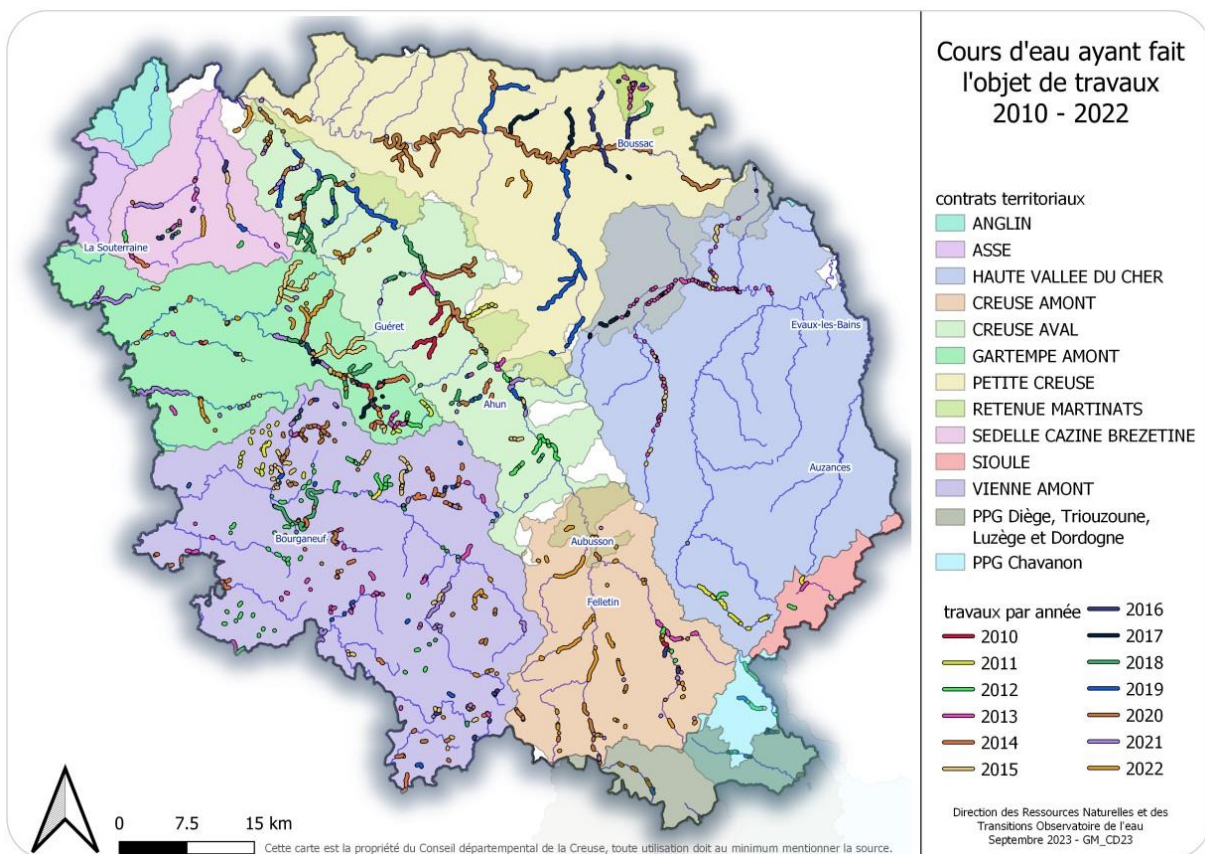 Cours d'eau ayant fait
l'objet de travaux
2010 - 2022
contrats territoriaux
ANGLIN
ASSE
HAUTE VALLEE DU CHER
CREUSE AMONT
CREUSE AVAL
GARTEMPE AMONT
PETITE CREUSE
RETENUE MARTINATS
SEDELLE CAZINE BREZETINE
SIOULE
VIENNE AMONT
PPG Diège, Triouzoune,
Luzège et Dordogne
PPG Chavanon
travaux par année
2010
2011
2012
2013
2014
2015
2016
2017
2018
2019
2020
2021
2022
Direction des Ressources Naturelles et des
Transitions Observatoire de l'eau
Septembre 2023 - GM_CD23
Boussac
La Souterraine
Guéret
Evaux-les-Bains
Ahun
Auzances
Bourganeuf
Aubusson
Felletin
0 7.5 15 km
Cette carte est la propriété du Conseil départempental de la Creuse, toute utilisation doit au minimum mentionner la source.